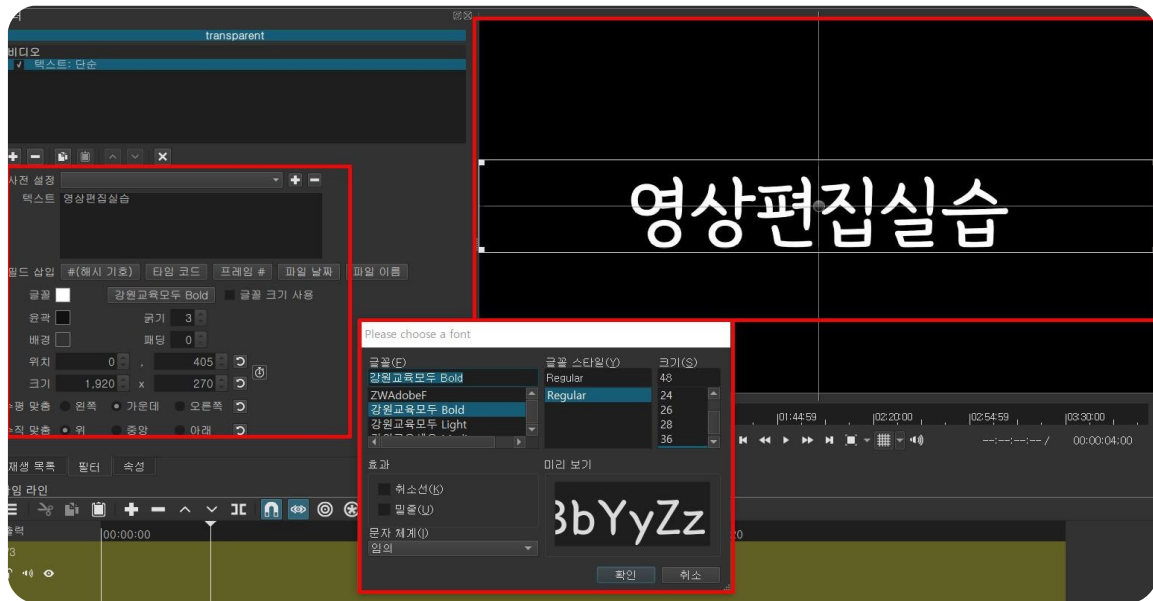 transparent
비디오
텍스트: 단순
사전 설정
텍스트 영상편집실습
필드 삽입 #(해시 기호) 타임 코드 프레임 # 파일 날짜 파일 이름
글꼴 강원교육모두 Bold 글꼴 크기 사용
윤곽 굵기 3
배경 패딩 0
위치 0 , 405
크기 1,920 x 270
수평 맞춤 왼쪽 가운데 오른쪽
수직 맞춤 위 중앙 아래
재생 목록 필터 속성
타임 라인
출력 00:00:00
영상편집실습
Please choose a font
글꼴(F) 글꼴 스타일(Y) 크기(S)
강원교육모두 Bold Regular 48
ZWAdobeF Regular 24
강원교육모두 Bold 26
강원교육모두 Light 28
36
효과 미리 보기
취소선(K)
밑줄(U)
BbYyZz
문자 체계(I)
임의
확인 취소
01:44:59 02:20:00 02:54:59 03:30:00
--:--:--:-- / 00:00:04:00